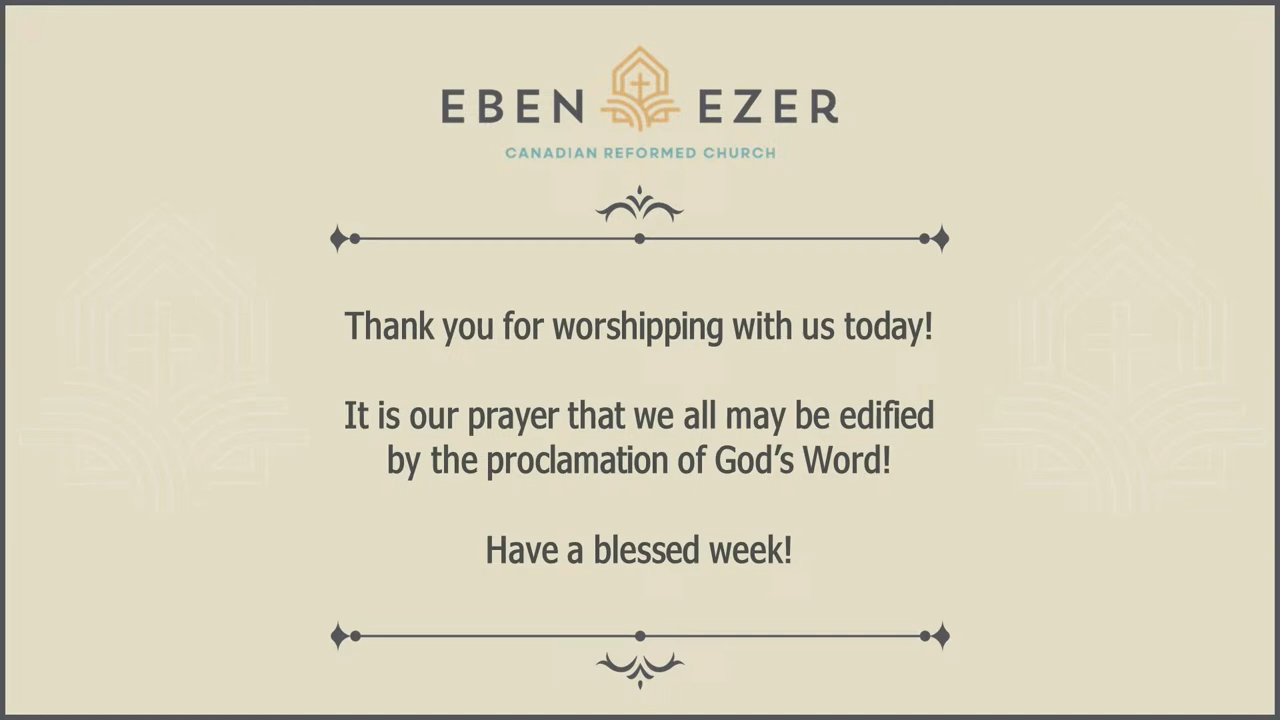 EBEN EZER
CANADIAN REFORMED CHURCH
Thank you for worshipping with us today!
It is our prayer that we all may be edified
by the proclamation of God's Word!
Have a blessed week!